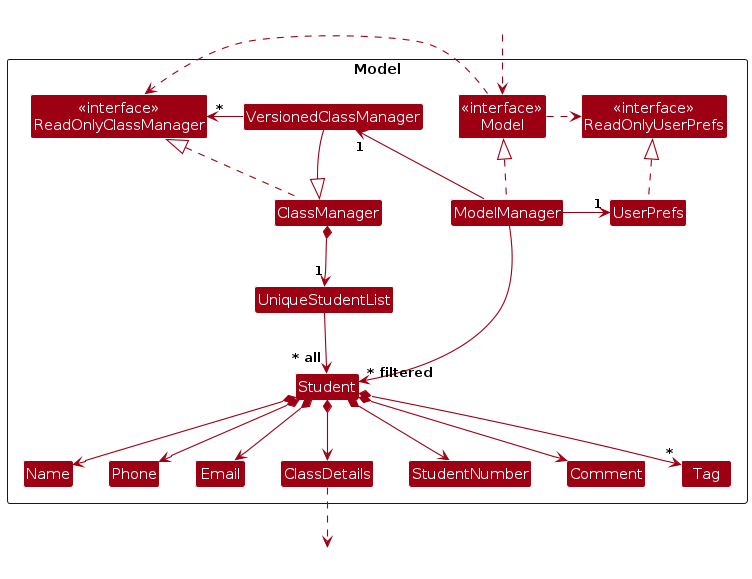 Model
«interface»
ReadOnlyClassManager
*
VersionedClassManager
«interface»
Model
«interface»
ReadOnlyUserPrefs
1
ClassManager
ModelManager
1
UserPrefs
1
UniqueStudentList
* all
* filtered
Student
*
Name
Phone
Email
ClassDetails
StudentNumber
Comment
Tag